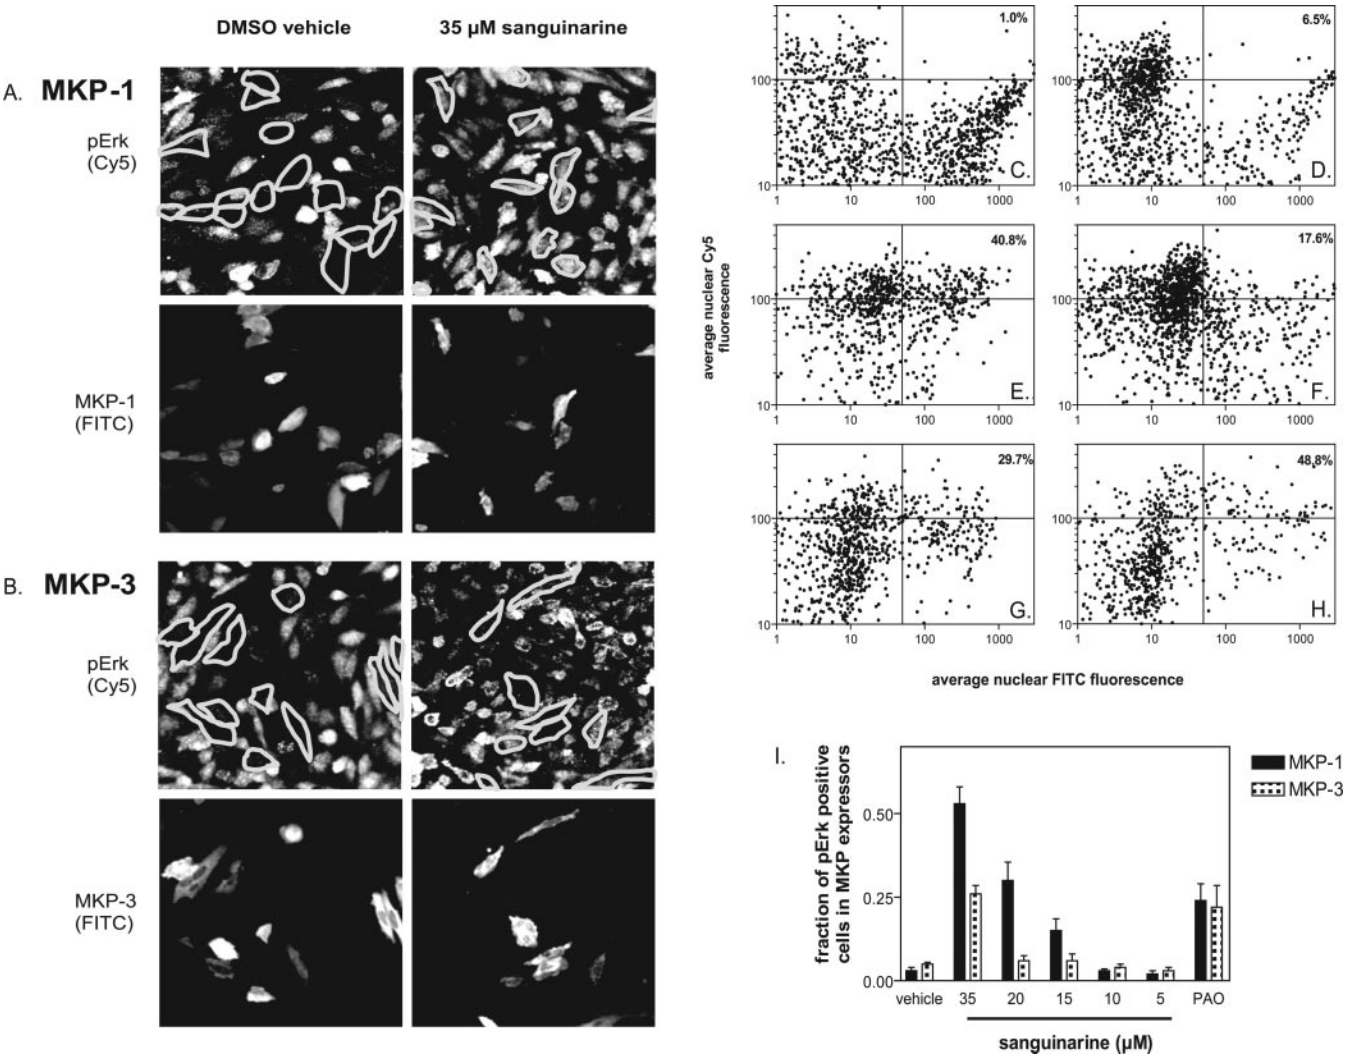 DMSO vehicle
35 µM sanguinarine
A. MKP-1
pErk
(Cy5)
MKP-1
(FITC)
B. MKP-3
pErk
(Cy5)
MKP-3
(FITC)
1.0%
100
10
C.
1 10 100 1000
6.5%
100
10
D.
1 10 100 1000
average nuclear Cy5
fluorescence
40.8%
100
10
E.
1 10 100 1000
17.6%
100
10
F.
1 10 100 1000
29.7%
100
10
G.
1 10 100 1000
48.8%
100
10
H.
1 10 100 1000
average nuclear FITC fluorescence
I.
fraction of pErk positive
cells in MKP expressors
0.50
0.25
0.00
vehicle 35 20 15 10 5 PAO
sanguinarine (µM)
MKP-1
MKP-3